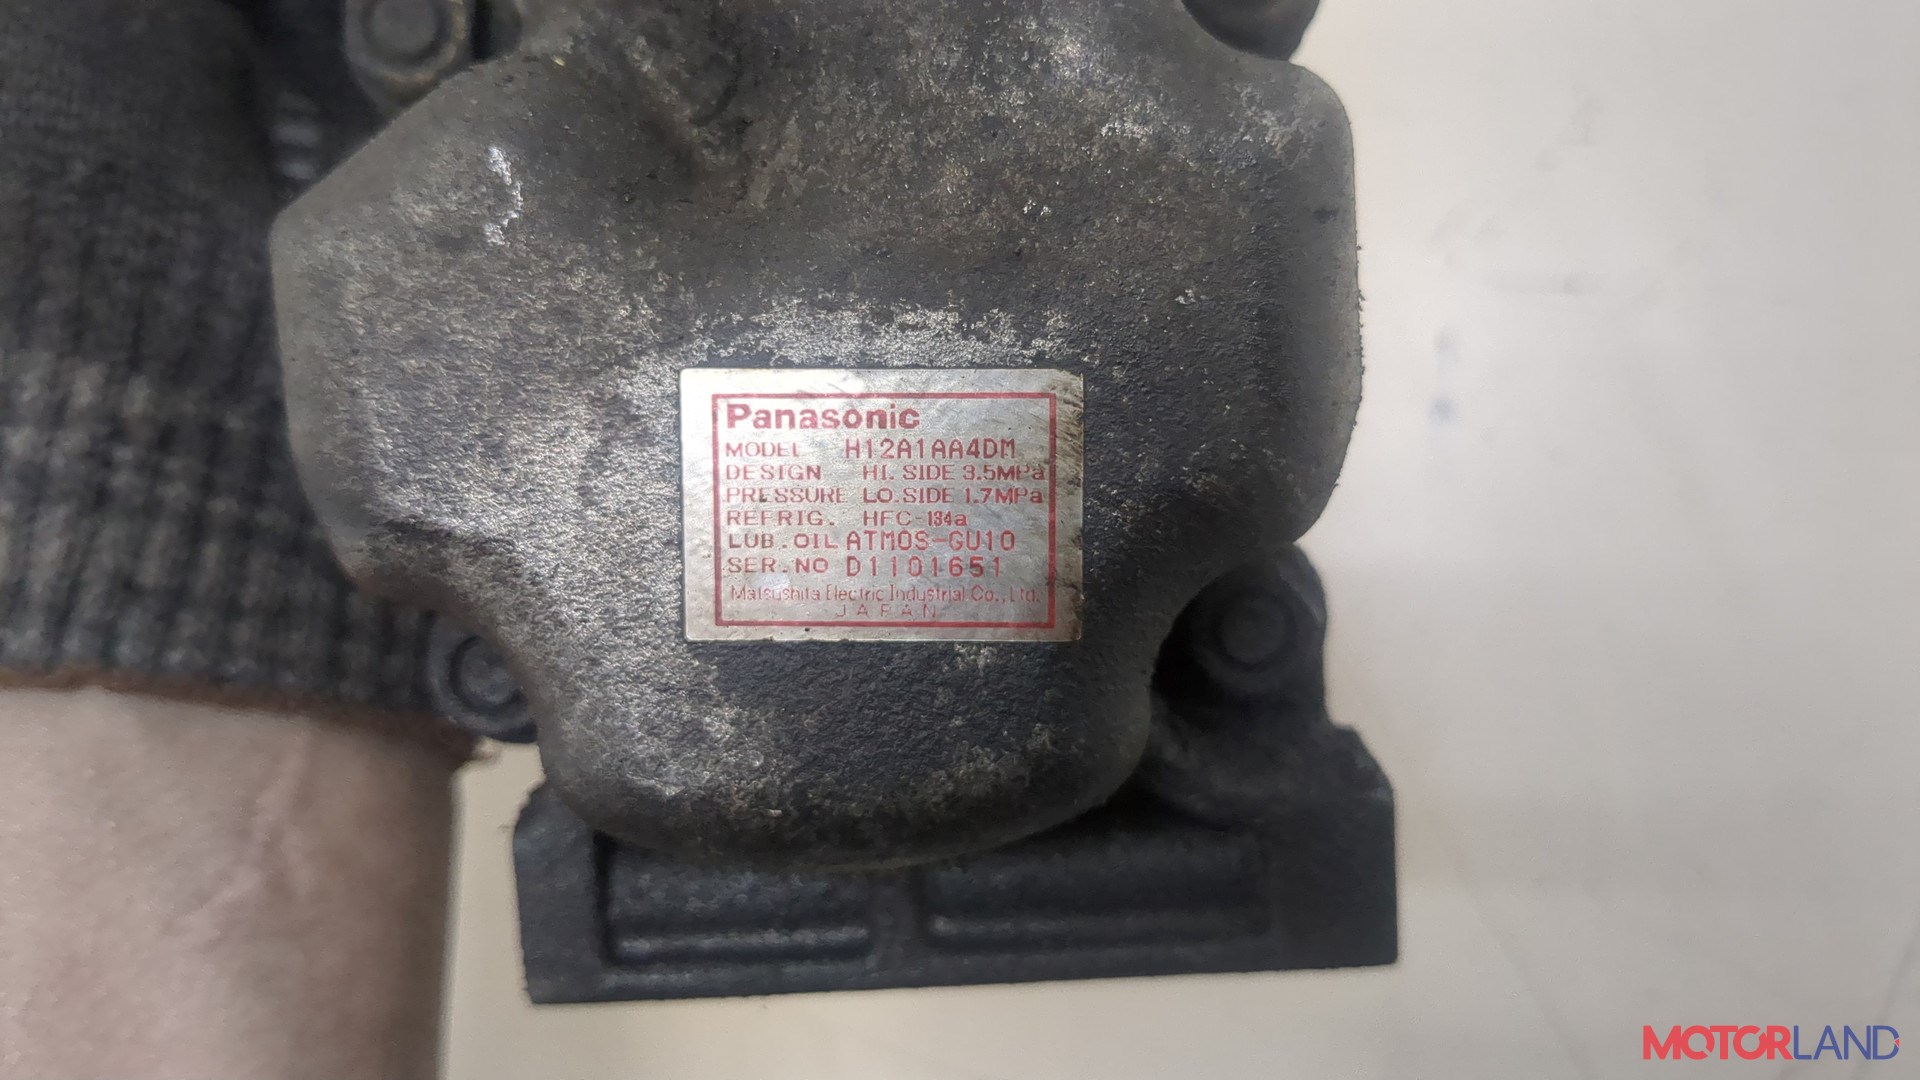 Panasonic
MODEL H12A1AA4DM
DESIGN HI. SIDE 3.5MPa
PRESSURE LO. SIDE 1.7MPa
REFRIG. HFC-134a
LUB. OIL ATMOS-GU10
SER. NO D1101651
Matsushita Electric Industrial Co., Ltd.
JAPAN
MOTORLAND